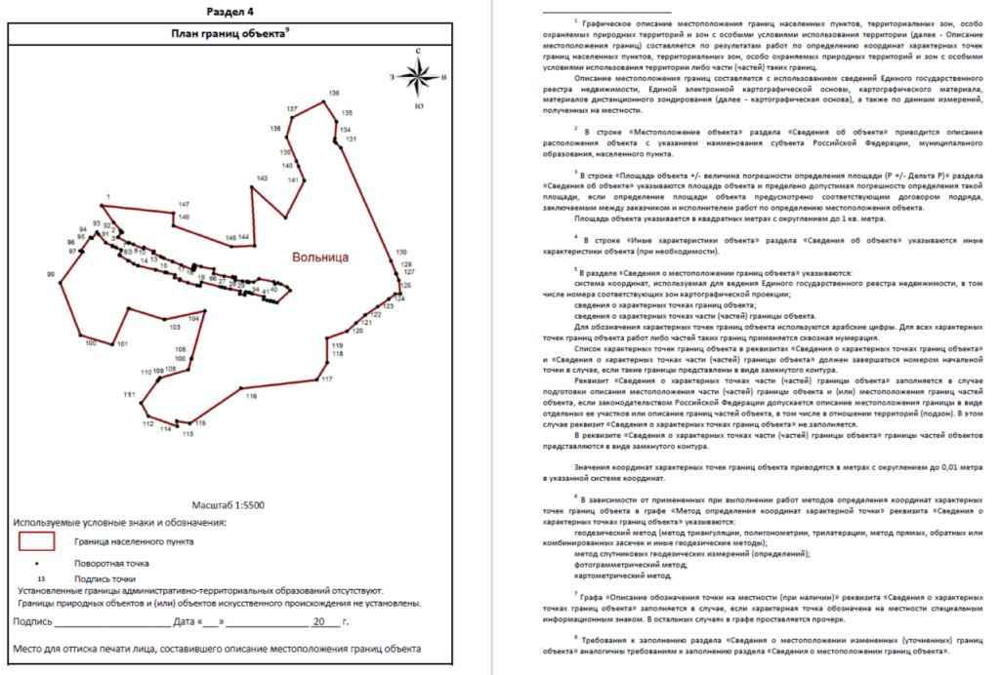 Раздел 4
План границ объекта⁹
С
З
В
Ю
136
137
135
138
134
131
139
140
141
143
1
147
146
145 144
Вольница
130
129
127
125
124
123
122
121
120
119
118
117
116
115
113
114
112
111
110
109
108
106
105
104
103
101
100
99
97
96
95
94
93
92
91
2
3
Масштаб 1:5500
Используемые условные знаки и обозначения:
Граница населенного пункта
Поворотная точка
13 Подпись точки
Установленные границы административно-территориальных образований отсутствуют.
Границы природных объектов и (или) объектов искусственного происхождения не установлены.
Подпись ____________________ Дата «___» ______________ 20___ г.
Место для оттиска печати лица, составившего описание местоположения границ объекта
¹ Графическое описание местоположения границ населенных пунктов, территориальных зон, особо
охраняемых природных территорий и зон с особыми условиями использования территории (далее - Описание
местоположения границ) составляется по результатам работ по определению координат характерных точек
границ населенных пунктов, территориальных зон, особо охраняемых природных территорий и зон с особыми
условиями использования территории либо части (частей) таких границ.
Описание местоположения границ составляется с использованием сведений Единого государственного
реестра недвижимости, Единой электронной картографической основы, картографического материала,
материалов дистанционного зондирования (далее - картографическая основа), а также по данным измерений,
полученных на местности.
² В строке «Местоположение объекта» раздела «Сведения об объекте» приводится описание
расположения объекта с указанием наименования субъекта Российской Федерации, муниципального
образования, населенного пункта.
³ В строке «Площадь объекта +/- величина погрешности определения площади (P +/- Дельта P)» раздела
«Сведения об объекте» указываются площадь объекта и предельно допустимая погрешность определения такой
площади, если определение площади объекта предусмотрено соответствующим договором подряда,
заключаемым между заказчиком и исполнителем работ по определению местоположения объекта.
Площадь объекта указывается в квадратных метрах с округлением до 1 кв. метра.
⁴ В строке «Иные характеристики объекта» раздела «Сведения об объекте» указываются иные
характеристики объекта (при необходимости).
⁵ В разделе «Сведения о местоположении границ объекта» указываются:
система координат, используемая для ведения Единого государственного реестра недвижимости, в том
числе номера соответствующих зон картографической проекции;
сведения о характерных точках границ объекта;
сведения о характерных точках части (частей) границы объекта.
Для обозначения характерных точек границ объекта используются арабские цифры. Для всех характерных
точек границ объекта работ либо частей таких границ применяется сквозная нумерация.
Список характерных точек границ объекта в реквизитах «Сведения о характерных точках границ объекта»
и «Сведения о характерных точках части (частей) границы объекта» должен завершаться номером начальной
точки в случае, если такие границы представлены в виде замкнутого контура.
Реквизит «Сведения о характерных точках части (частей) границы объекта» заполняется в случае
подготовки описания местоположения части (частей) границы объекта и (или) местоположения границ частей
объекта, если законодательством Российской Федерации допускается описание местоположения границы в виде
отдельных ее участков или описание границ частей объекта, в том числе в отношении территорий (подзон). В этом
случае реквизит «Сведения о характерных точках границ объекта» не заполняется.
В реквизите «Сведения о характерных точках части (частей) границы объекта» границы частей объектов
представляются в виде замкнутого контура.
Значения координат характерных точек границ объекта приводятся в метрах с округлением до 0,01 метра
в указанной системе координат.
⁶ В зависимости от примененных при выполнении работ методов определения координат характерных
точек границ объекта в графе «Метод определения координат характерной точки» реквизита «Сведения о
характерных точках границ объекта» указываются:
геодезический метод (метод триангуляции, полигонометрии, трилатерации, метод прямых, обратных или
комбинированных засечек и иные геодезические методы);
метод спутниковых геодезических измерений (определений);
фотограмметрический метод;
картометрический метод.
⁷ Графа «Описание обозначения точки на местности (при наличии)» реквизита «Сведения о характерных
точках границ объекта» заполняется в случае, если характерная точка обозначена на местности специальным
информационным знаком. В остальных случаях в графе проставляется прочерк.
⁸ Требования к заполнению раздела «Сведения о местоположении измененных (уточненных) границ
объекта» аналогичны требованиям к заполнению раздела «Сведения о местоположении границ объекта».